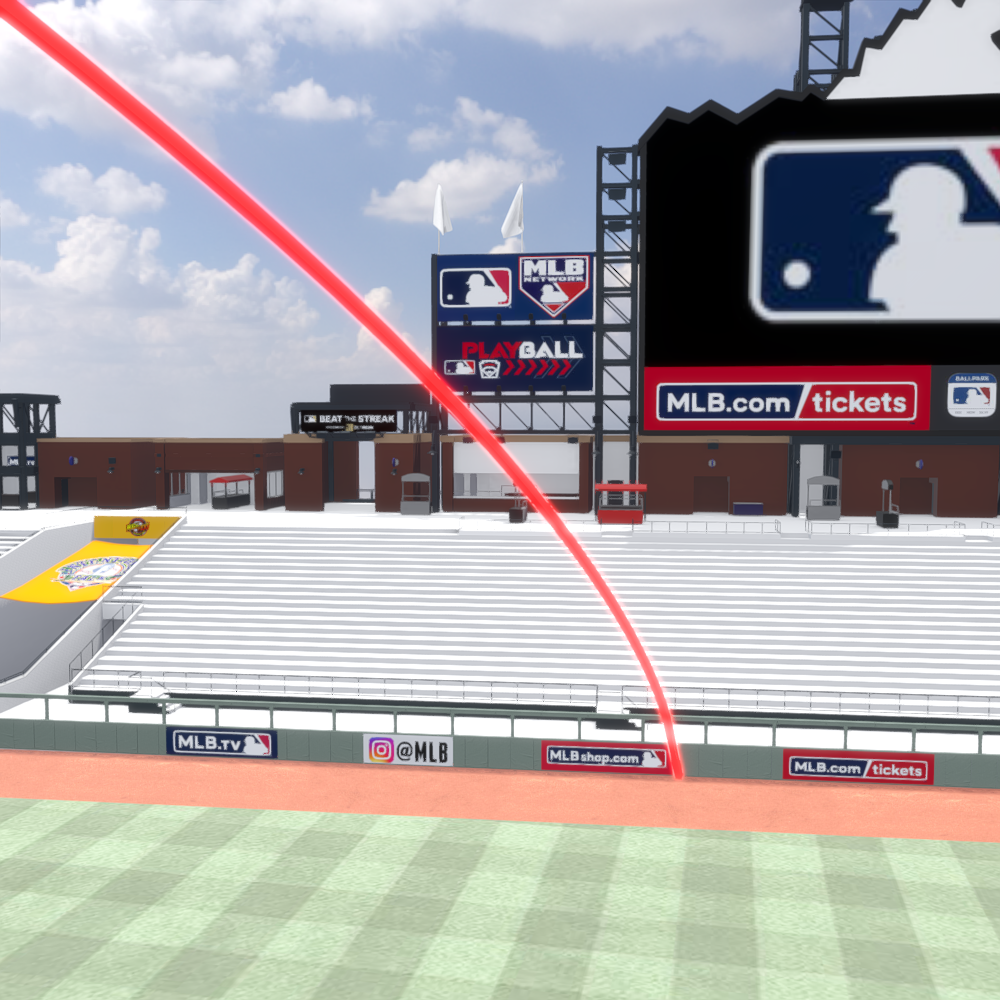 MLB
NETWORK
PLAYBALL
MLB.com/tickets
BALLPARK
BEAT THE STREAK
MLB.TV
@MLB
MLBshop.com
MLB.com/tickets